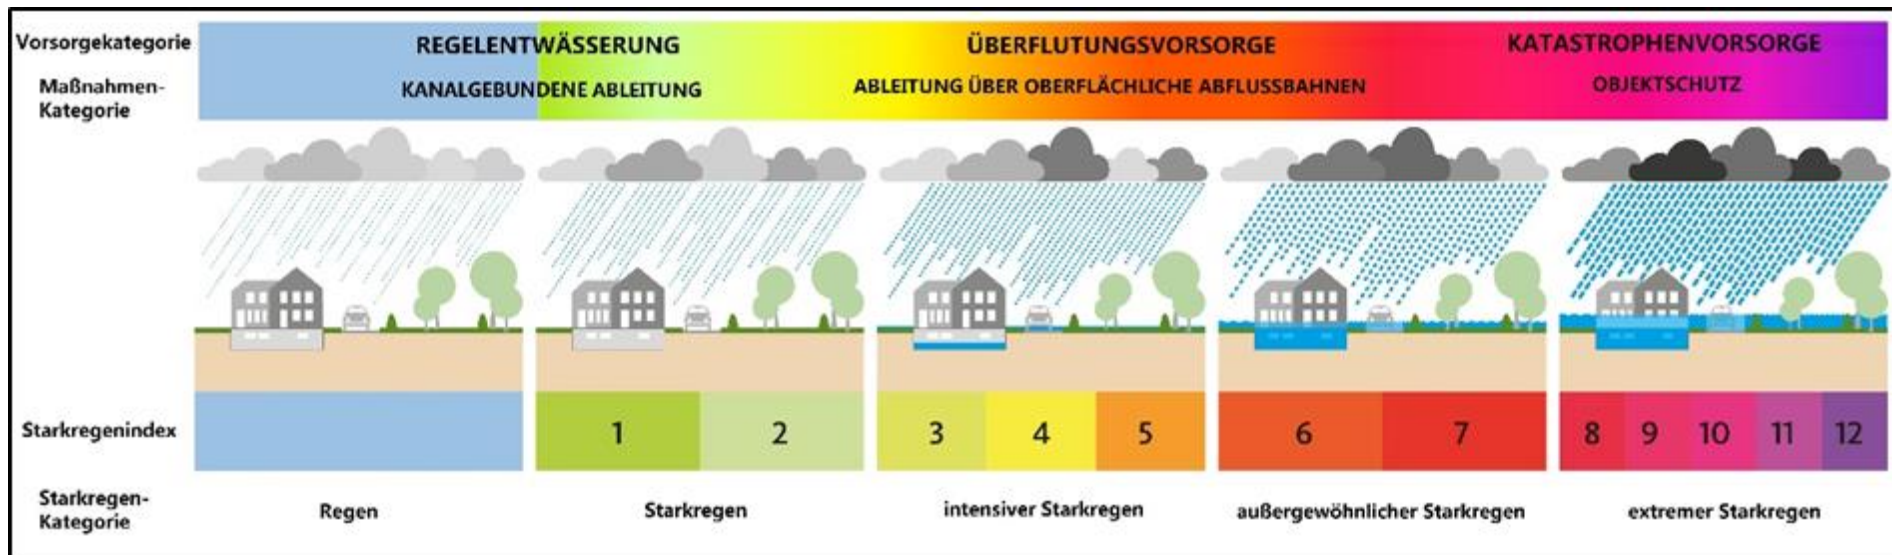 Vorsorgekategorie
REGELENTWÄSSERUNG
ÜBERFLUTUNGSVORSORGE
KATASTROPHENVORSORGE
Maßnahmen-
Kategorie
KANALGEBUNDENE ABLEITUNG
ABLEITUNG ÜBER OBERFLÄCHLICHE ABFLUSSBAHNEN
OBJEKTSCHUTZ
Starkregenindex
1 2 3 4 5 6 7 8 9 10 11 12
Starkregen-
Kategorie
Regen
Starkregen
intensiver Starkregen
außergewöhnlicher Starkregen
extremer Starkregen